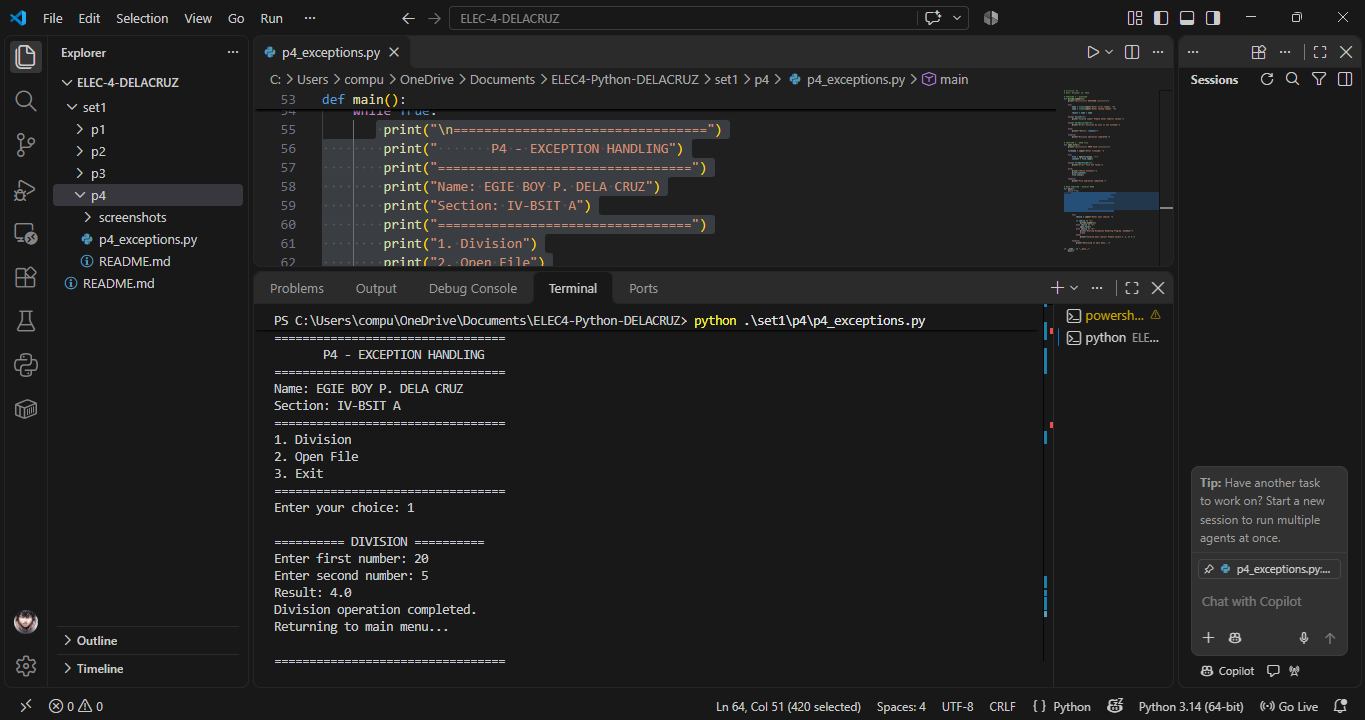 File Edit Selection View Go Run ··· ELEC-4-DELACRUZ
Explorer ···
ELEC-4-DELACRUZ
set1
p1
p2
p3
p4
screenshots
p4_exceptions.py
README.md
README.md
Outline
Timeline
p4_exceptions.py
C: > Users > compu > OneDrive > Documents > ELEC4-Python-DELACRUZ > set1 > p4 > p4_exceptions.py > main
53 def main():
54 while True:
55 print("\n=================================")
56 print("      P4 - EXCEPTION HANDLING")
57 print("=================================")
58 print("Name: EGIE BOY P. DELA CRUZ")
59 print("Section: IV-BSIT A")
60 print("=================================")
61 print("1. Division")
62 print("2. Open File")
Problems Output Debug Console Terminal Ports
PS C:\Users\compu\OneDrive\Documents\ELEC4-Python-DELACRUZ> python .\set1\p4\p4_exceptions.py
=================================
P4 - EXCEPTION HANDLING
=================================
Name: EGIE BOY P. DELA CRUZ
Section: IV-BSIT A
=================================
1. Division
2. Open File
3. Exit
=================================
Enter your choice: 1
========== DIVISION ==========
Enter first number: 20
Enter second number: 5
Result: 4.0
Division operation completed.
Returning to main menu...
=================================
powersh...
python ELE...
Sessions
Tip: Have another task
to work on? Start a new
session to run multiple
agents at once.
p4_exceptions.py:...
Chat with Copilot
Copilot
0 0 Ln 64, Col 51 (420 selected) Spaces: 4 UTF-8 CRLF { } Python Python 3.14 (64-bit) Go Live